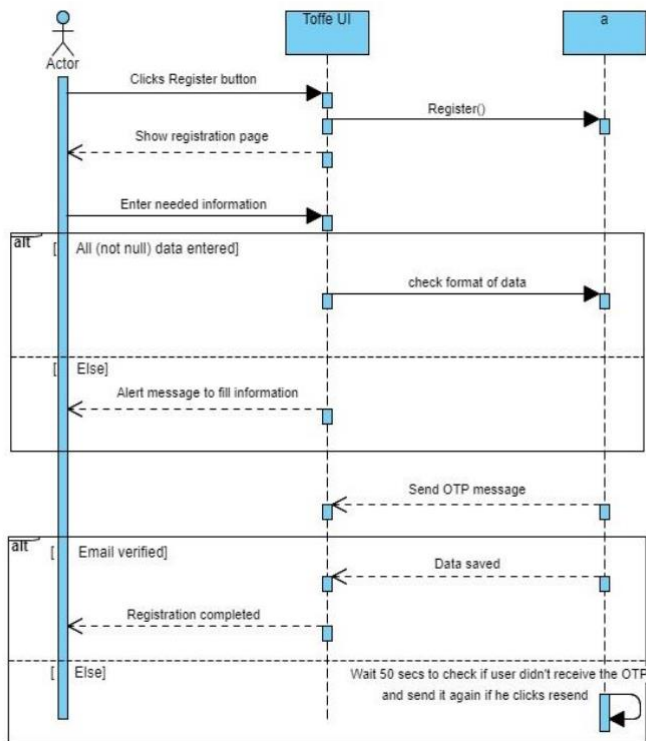 Toffe UI
a
Actor
Clicks Register button
Register()
Show registration page
Enter needed information
alt
[ All (not null) data entered]
check format of data
[ Else]
Alert message to fill information
Send OTP message
alt
[ Email verified]
Data saved
Registration completed
[ Else]
Wait 50 secs to check if user didn't receive the OTP
and send it again if he clicks resend